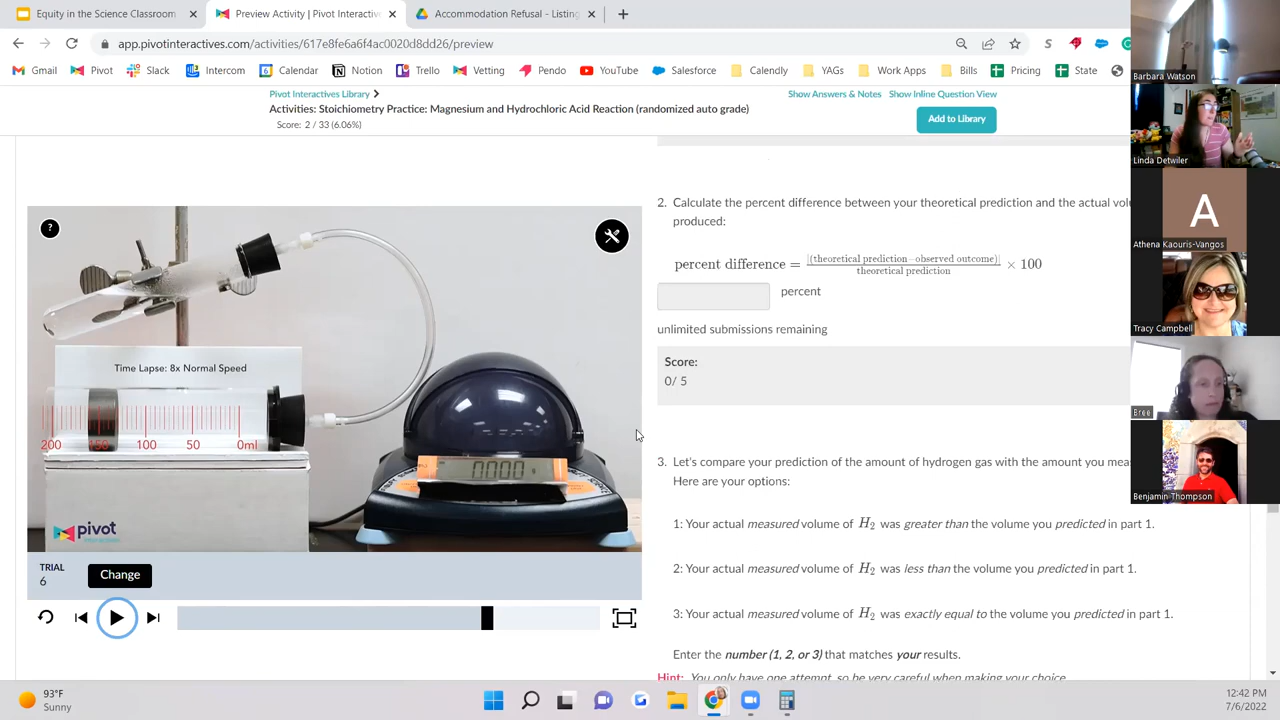 Equity in the Science Classroom
Preview Activity | Pivot Interactive
Accommodation Refusal - Listing
app.pivotinteractives.com/activities/617e8fe6a6f4ac0020d80d26/preview
Gmail Pivot Slack Intercom Calendar Notion Trello Vetting Pendo YouTube Salesforce Calendly YAGs Work Apps Bills Pricing State
Pivot Interactives Library
Show Answers & Notes Show Inline Question View
Activities: Stoichiometry Practice: Magnesium and Hydrochloric Acid Reaction (randomized auto grade)
Score: 2 / 33 (6.06%)
Add to Library
2. Calculate the percent difference between your theoretical prediction and the actual volu
produced:
percent difference = |(theoretical prediction−observed outcome)| / theoretical prediction × 100
percent
unlimited submissions remaining
Score:
0/ 5
3. Let's compare your prediction of the amount of hydrogen gas with the amount you mea
Here are your options:
1: Your actual measured volume of H₂ was greater than the volume you predicted in part 1.
2: Your actual measured volume of H₂ was less than the volume you predicted in part 1.
3: Your actual measured volume of H₂ was exactly equal to the volume you predicted in part 1.
Enter the number (1, 2, or 3) that matches your results.
Hint: You only have one attempt, so be very careful when making your choice
?
Time Lapse: 8x Normal Speed
200 150 100 50 0ml
pivot
TRIAL
6
Change
Barbara Watson
Linda Detwiler
A
Athena Kaouris-Vangos
Tracy Campbell
Bree
Benjamin Thompson
93°F
Sunny
12:42 PM
7/6/2022